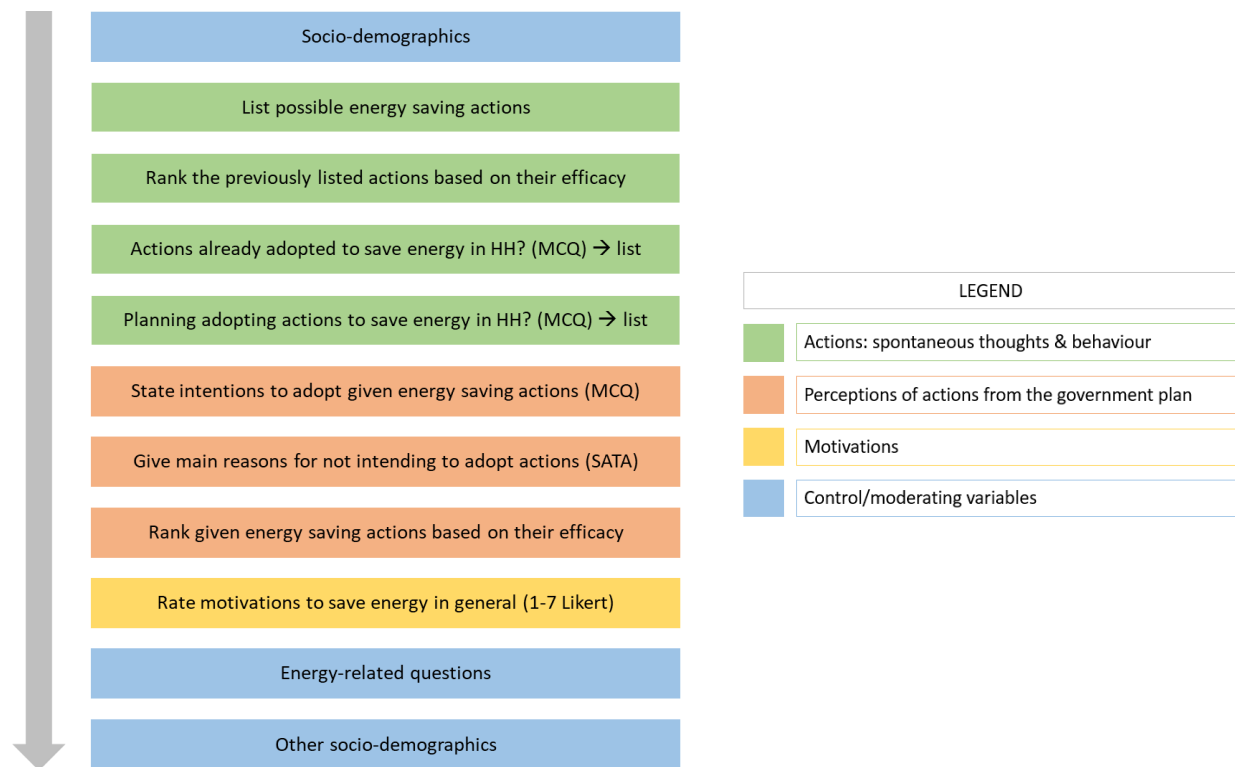 Socio-demographics
List possible energy saving actions
Rank the previously listed actions based on their efficacy
Actions already adopted to save energy in HH? (MCQ) → list
Planning adopting actions to save energy in HH? (MCQ) → list
State intentions to adopt given energy saving actions (MCQ)
Give main reasons for not intending to adopt actions (SATA)
Rank given energy saving actions based on their efficacy
Rate motivations to save energy in general (1-7 Likert)
Energy-related questions
Other socio-demographics
LEGEND
Actions: spontaneous thoughts & behaviour
Perceptions of actions from the government plan
Motivations
Control/moderating variables